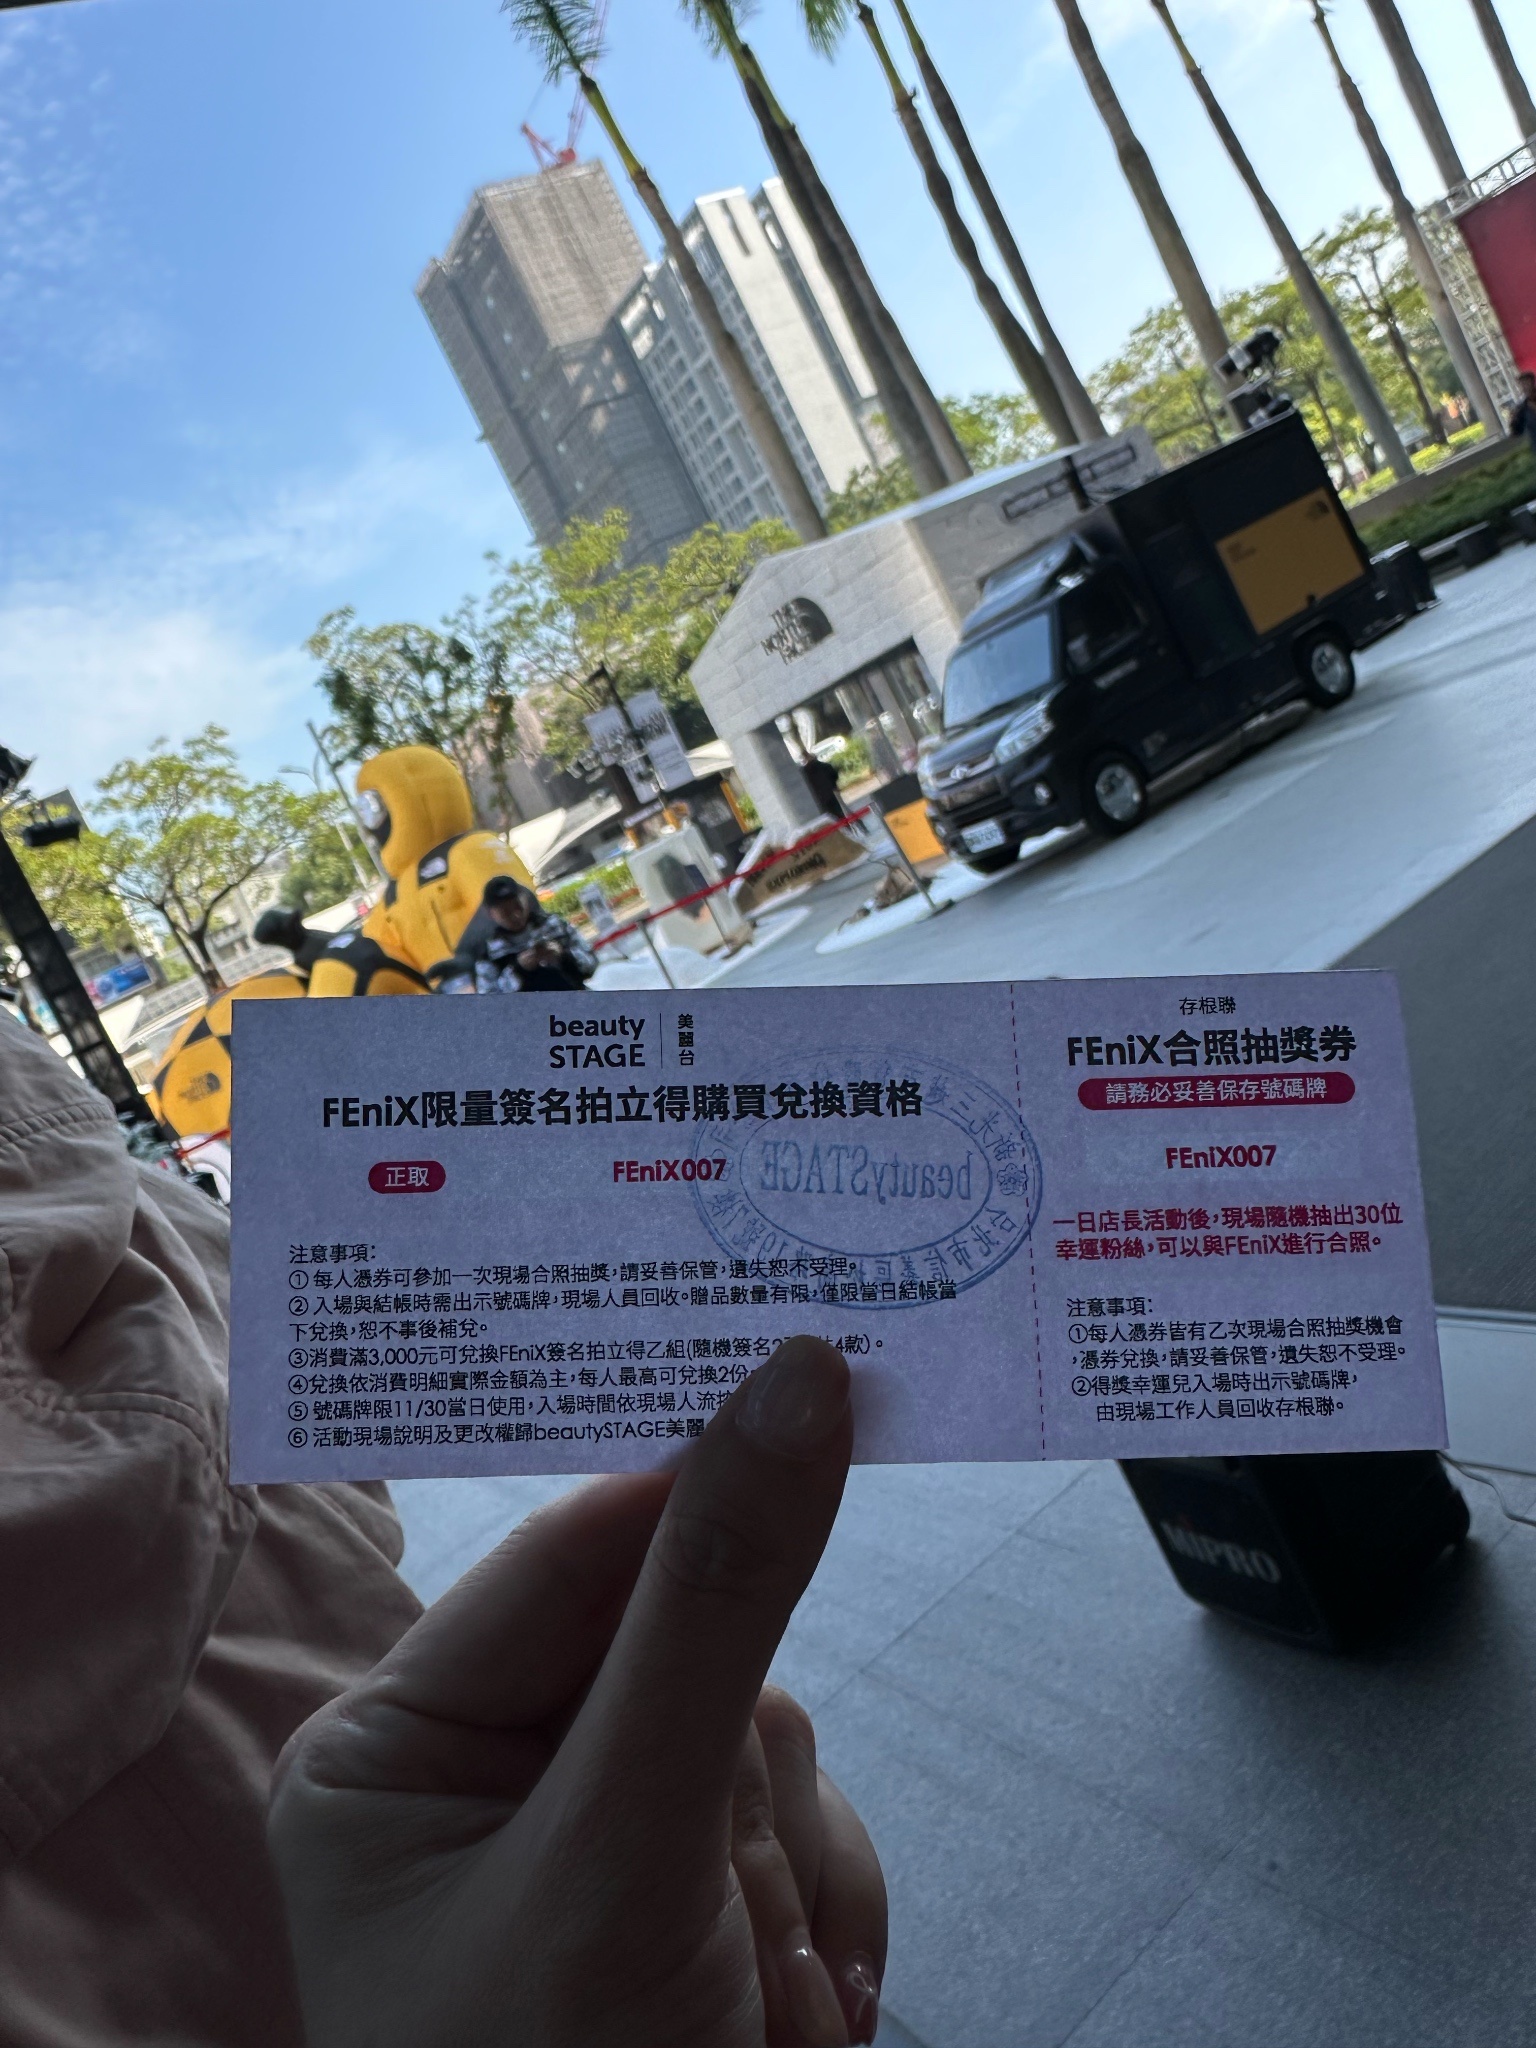 beauty
STAGE
美麗台
FEniX限量簽名拍立得購買兌換資格
正取
FEniX007
注意事項:
① 每人憑券可參加一次現場合照抽獎,請妥善保管,遺失恕不受理。
② 入場與結帳時需出示號碼牌,現場人員回收。贈品數量有限,僅限當日結帳當
下兌換,恕不事後補兌。
③消費滿3,000元可兌換FEniX簽名拍立得乙組(隨機簽名 款)。
④兌換依消費明細實際金額為主,每人最高可兌換2份
⑤ 號碼牌限11/30當日使用,入場時間依現場人流
⑥ 活動現場說明及更改權歸beautySTAGE美麗
存根聯
FEniX合照抽獎券
請務必妥善保存號碼牌
FEniX007
一日店長活動後,現場隨機抽出30位
幸運粉絲,可以與FEniX進行合照。
注意事項:
①每人憑券皆有乙次現場合照抽獎機會
,憑券兌換,請妥善保管,遺失恕不受理。
②得獎幸運兒入場時出示號碼牌,
由現場工作人員回收存根聯。
beautySTAGE
THE
NORTH
FACE
MIPRO